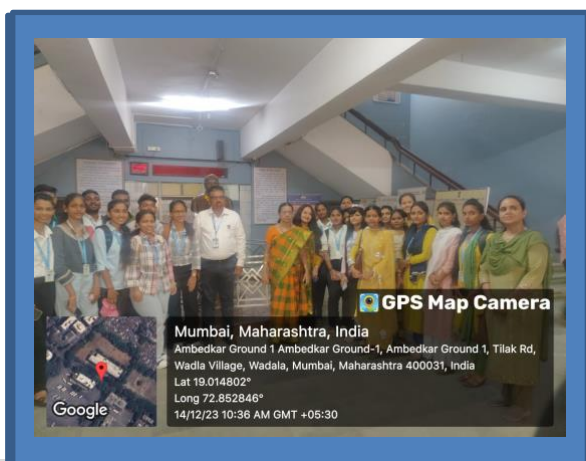 GPS Map Camera
Mumbai, Maharashtra, India
Ambedkar Ground 1 Ambedkar Ground-1, Ambedkar Ground 1, Tilak Rd,
Wadla Village, Wadala, Mumbai, Maharashtra 400031, India
Lat 19.014802°
Long 72.852846°
14/12/23 10:36 AM GMT +05:30
Google